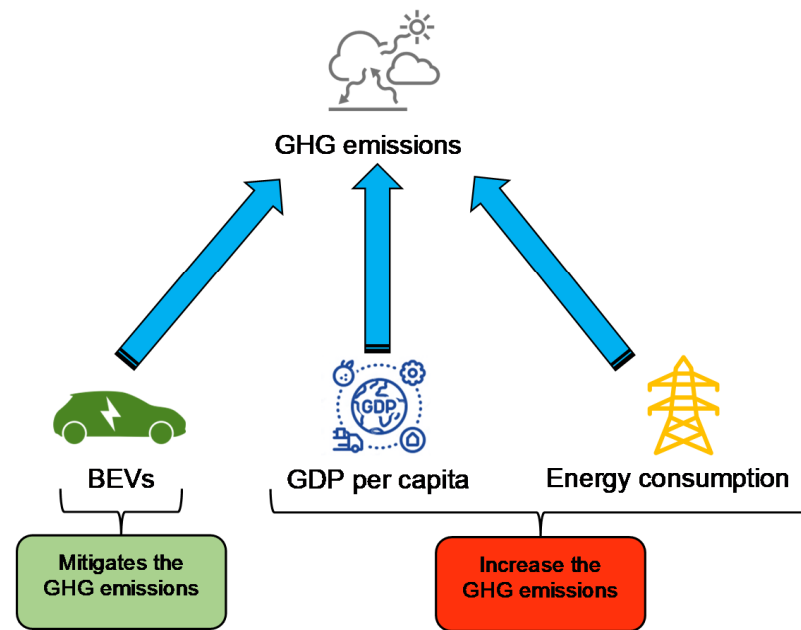 GHG emissions
GDP
BEVs
GDP per capita
Energy consumption
Mitigates the
GHG emissions
Increase the
GHG emissions